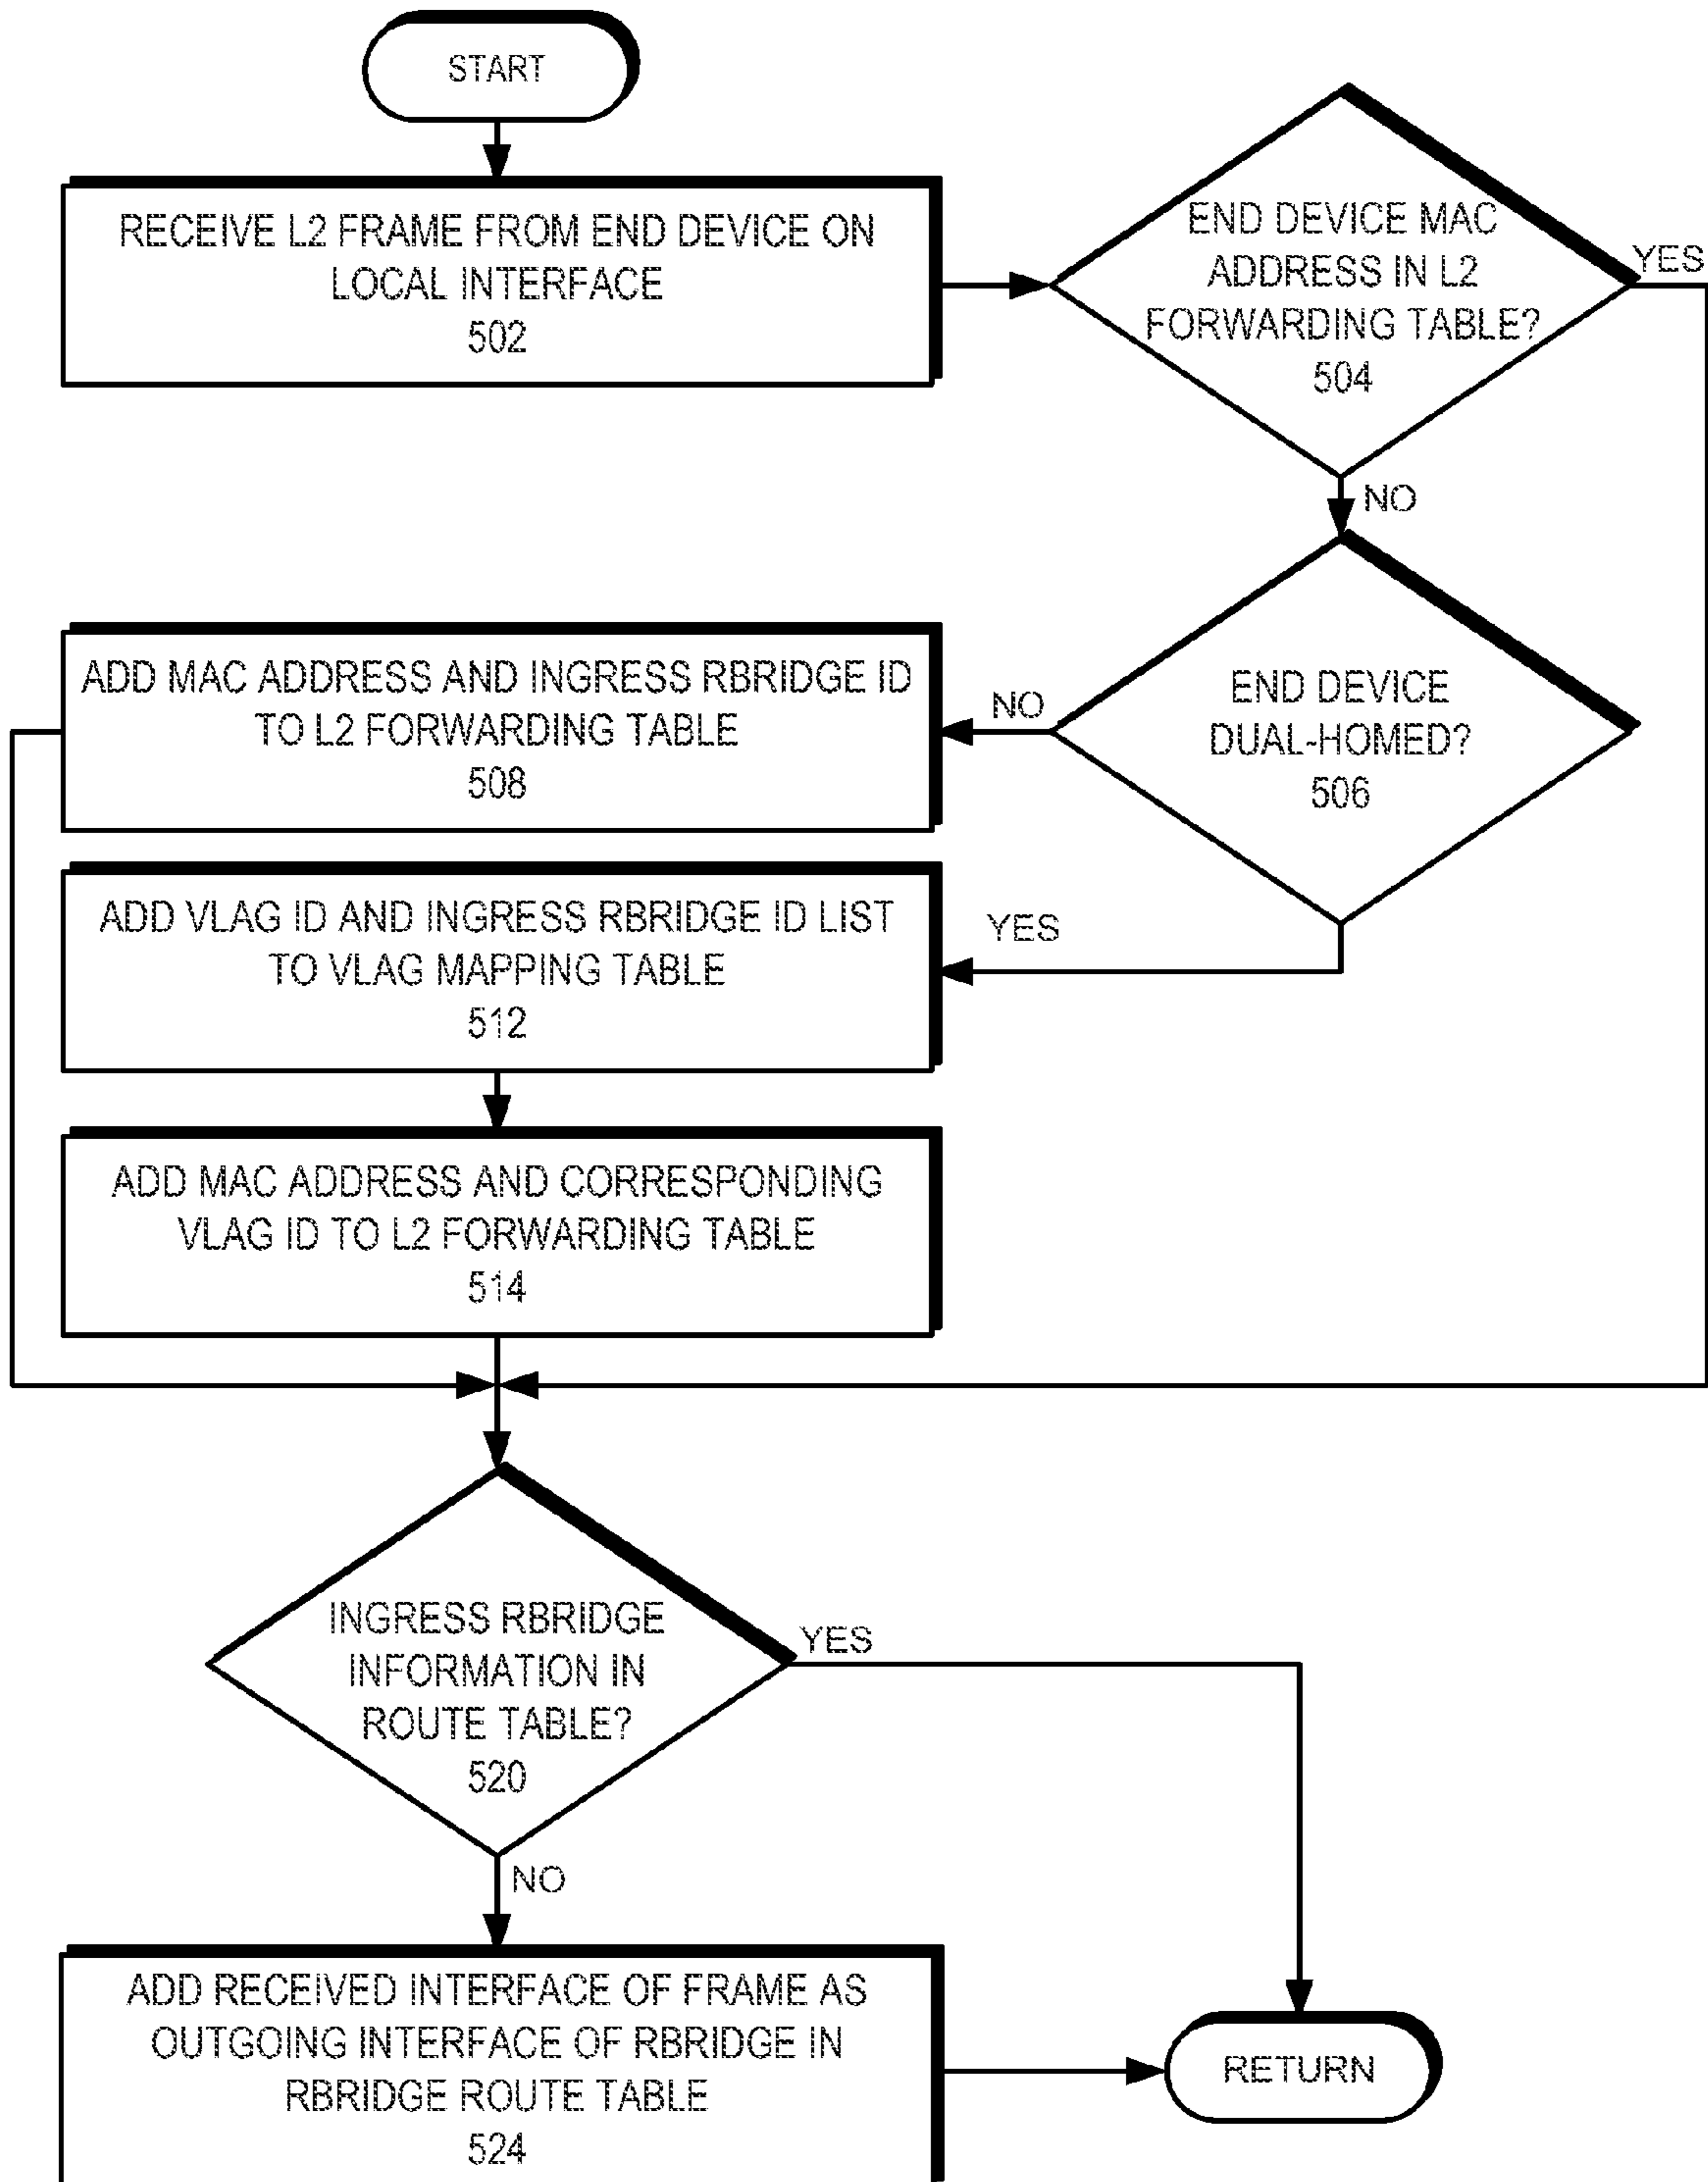 START
RECEIVE L2 FRAME FROM END DEVICE ON
LOCAL INTERFACE
502
END DEVICE MAC
ADDRESS IN L2
FORWARDING TABLE?
504
YES
NO
END DEVICE
DUAL-HOMED?
506
NO
ADD MAC ADDRESS AND INGRESS RBRIDGE ID
TO L2 FORWARDING TABLE
508
YES
ADD VLAG ID AND INGRESS RBRIDGE ID LIST
TO VLAG MAPPING TABLE
512
ADD MAC ADDRESS AND CORRESPONDING
VLAG ID TO L2 FORWARDING TABLE
514
INGRESS RBRIDGE
INFORMATION IN
ROUTE TABLE?
520
YES
NO
ADD RECEIVED INTERFACE OF FRAME AS
OUTGOING INTERFACE OF RBRIDGE IN
RBRIDGE ROUTE TABLE
524
RETURN